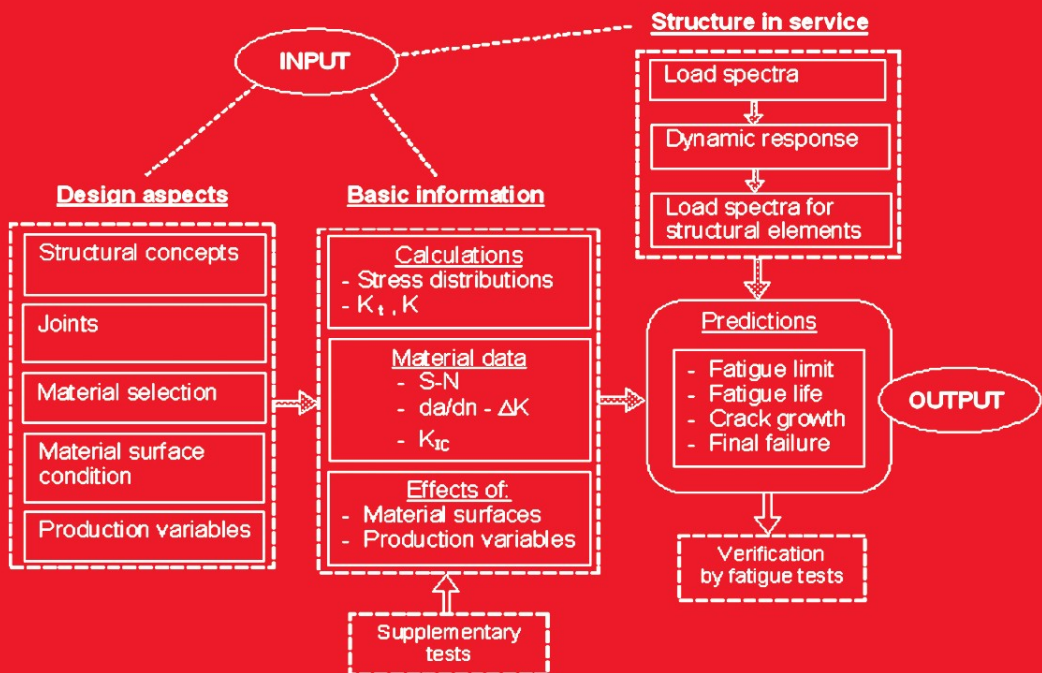 Structure in service
INPUT
Load spectra
Dynamic response
Load spectra for
structural elements
Design aspects
Structural concepts
Joints
Material selection
Material surface
condition
Production variables
Basic information
Calculations
- Stress distributions
- Kt , K
Material data
- S-N
- da/dn - ΔK
- KIC
Effects of:
- Material surfaces
- Production variables
Supplementary
tests
Predictions
- Fatigue limit
- Fatigue life
- Crack growth
- Final failure
OUTPUT
Verification
by fatigue tests